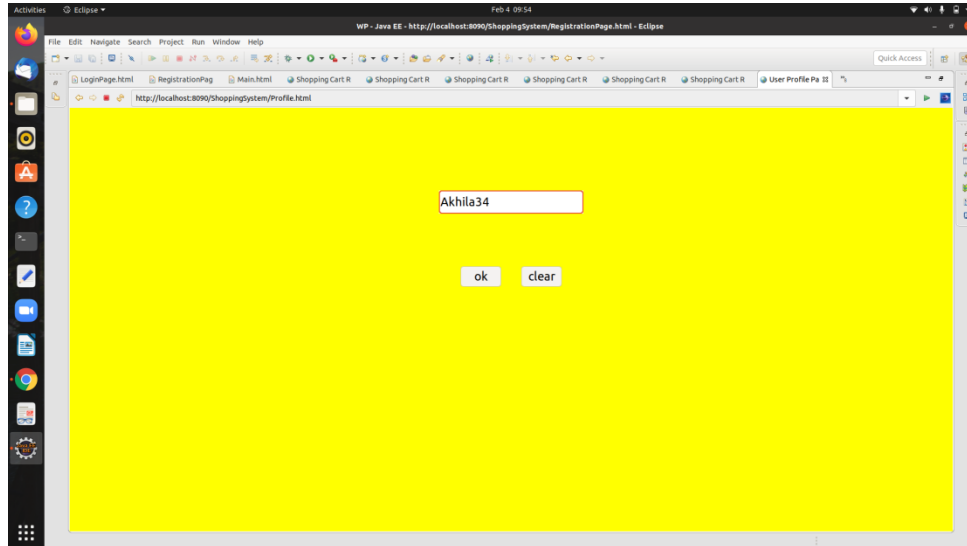 Activities Eclipse Feb 4 09:54
WP - Java EE - http://localhost:8090/ShoppingSystem/RegistrationPage.html - Eclipse
File Edit Navigate Search Project Run Window Help
Quick Access
LoginPage.html RegistrationPag Main.html Shopping Cart R Shopping Cart R Shopping Cart R Shopping Cart R Shopping Cart R Shopping Cart R User Profile Pa
http://localhost:8090/ShoppingSystem/Profile.html
Akhila34
ok clear